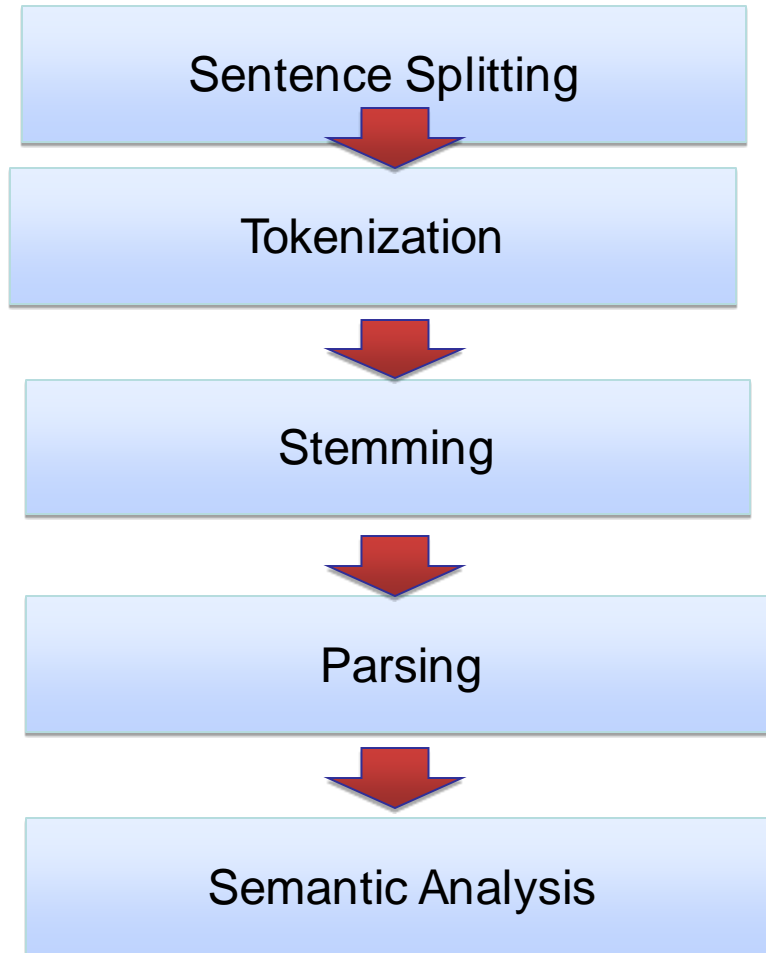 Sentence Splitting
Tokenization
Stemming
Parsing
Semantic Analysis